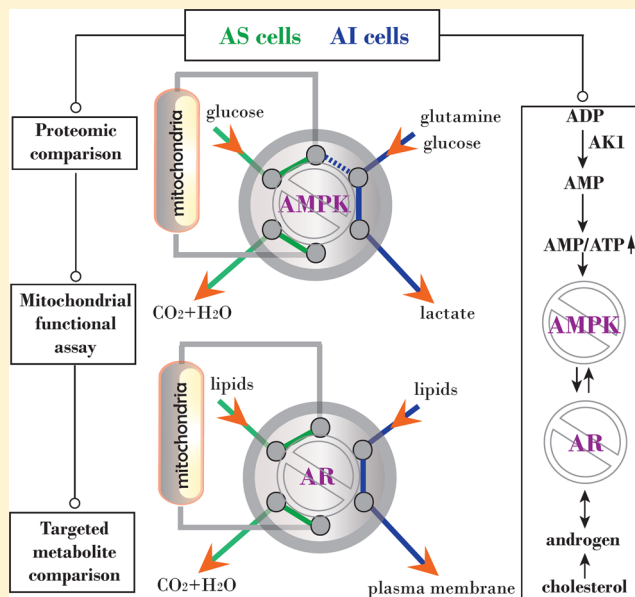 AS cells AI cells
Proteomic
comparison
Mitochondrial
functional
assay
Targeted
metabolite
comparison
mitochondria
glucose
glutamine
glucose
AMPK
CO2+H2O
lactate
mitochondria
lipids
lipids
AR
CO2+H2O
plasma membrane
ADP
AK1
AMP
AMP/ATP
AMPK
AR
androgen
cholesterol